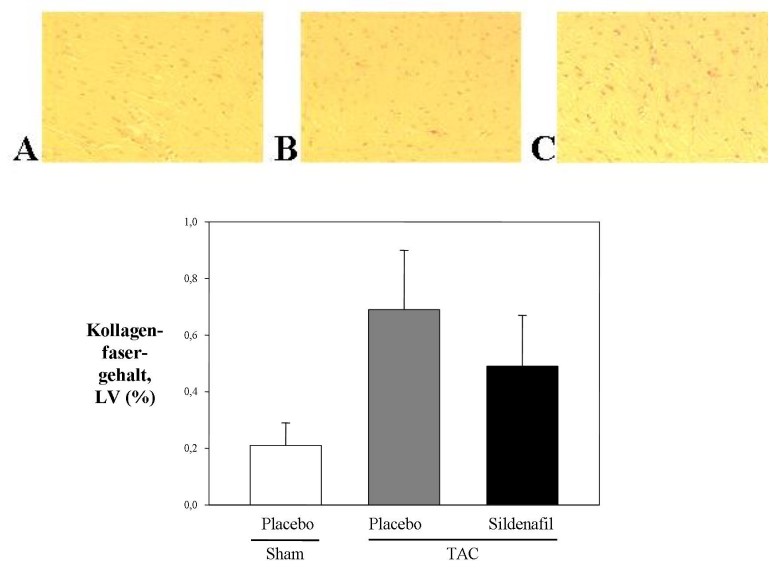 A B C
1,0
0,8
Kollagen-
faser-
gehalt,
LV (%)
0,6
0,4
0,2
0,0
Placebo Placebo Sildenafil
Sham TAC